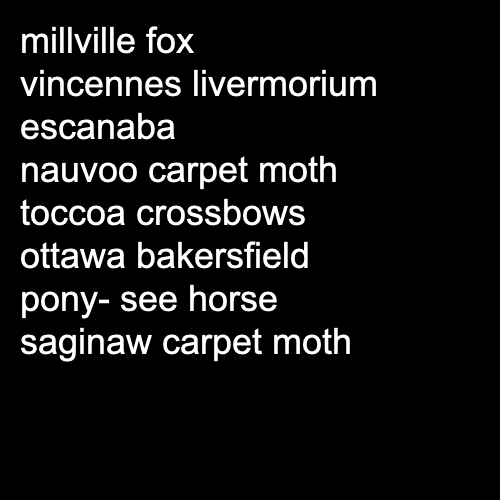 millville fox
vincennes livermorium
escanaba
nauvoo carpet moth
toccoa crossbows
ottawa bakersfield
pony- see horse
saginaw carpet moth